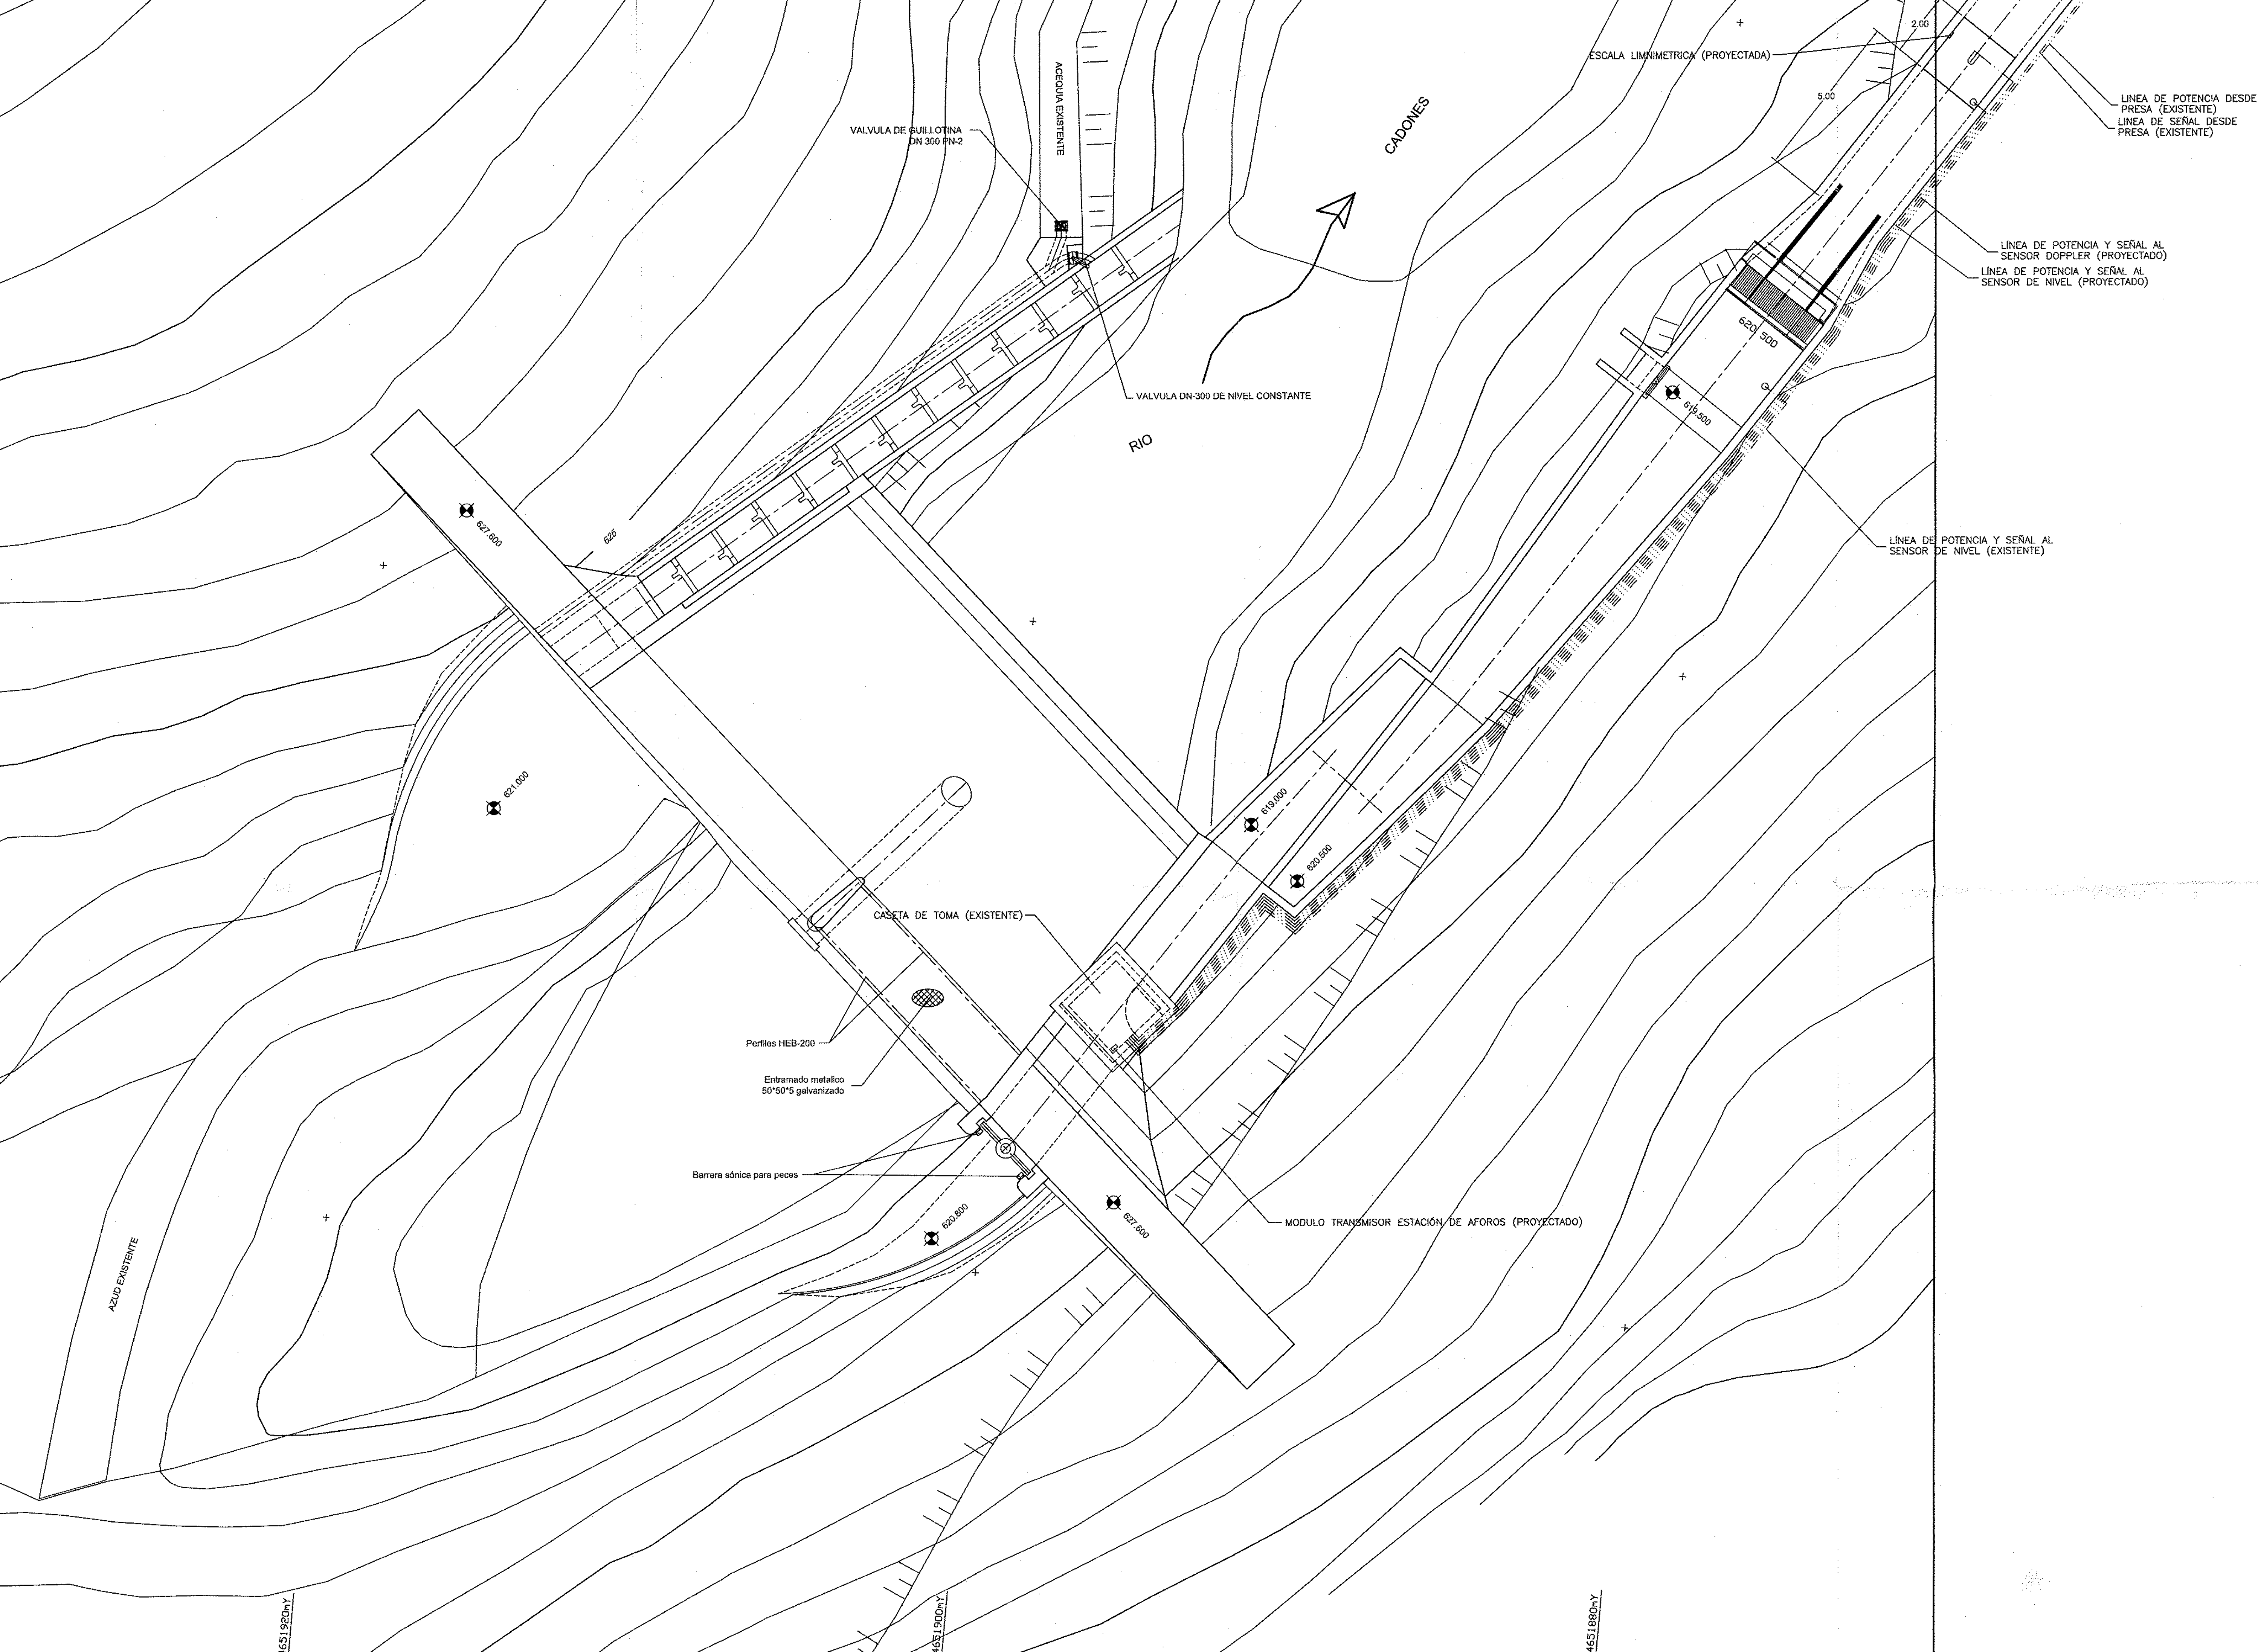 2.00
ESCALA LIMNIMETRICA (PROYECTADA)
5.00
LINEA DE POTENCIA DESDE
PRESA (EXISTENTE)
LINEA DE SEÑAL DESDE
PRESA (EXISTENTE)
ACEQUIA EXISTENTE
VALVULA DE GUILLOTINA
DN 300 PN-2
CADONES
LÍNEA DE POTENCIA Y SEÑAL AL
SENSOR DOPPLER (PROYECTADO)
LÍNEA DE POTENCIA Y SEÑAL AL
SENSOR DE NIVEL (PROYECTADO)
620.500
VALVULA DN-300 DE NIVEL CONSTANTE
619.500
RIO
627.600
625
LÍNEA DE POTENCIA Y SEÑAL AL
SENSOR DE NIVEL (EXISTENTE)
621.000
619.000
620.500
CASETA DE TOMA (EXISTENTE)
Perfiles HEB-200
Entramado metalico
50*50*5 galvanizado
Barrera sónica para peces
620.800
627.600
MODULO TRANSMISOR ESTACIÓN DE AFOROS (PROYECTADO)
AZUD EXISTENTE
4651920mY
4651900mY
4651880mY